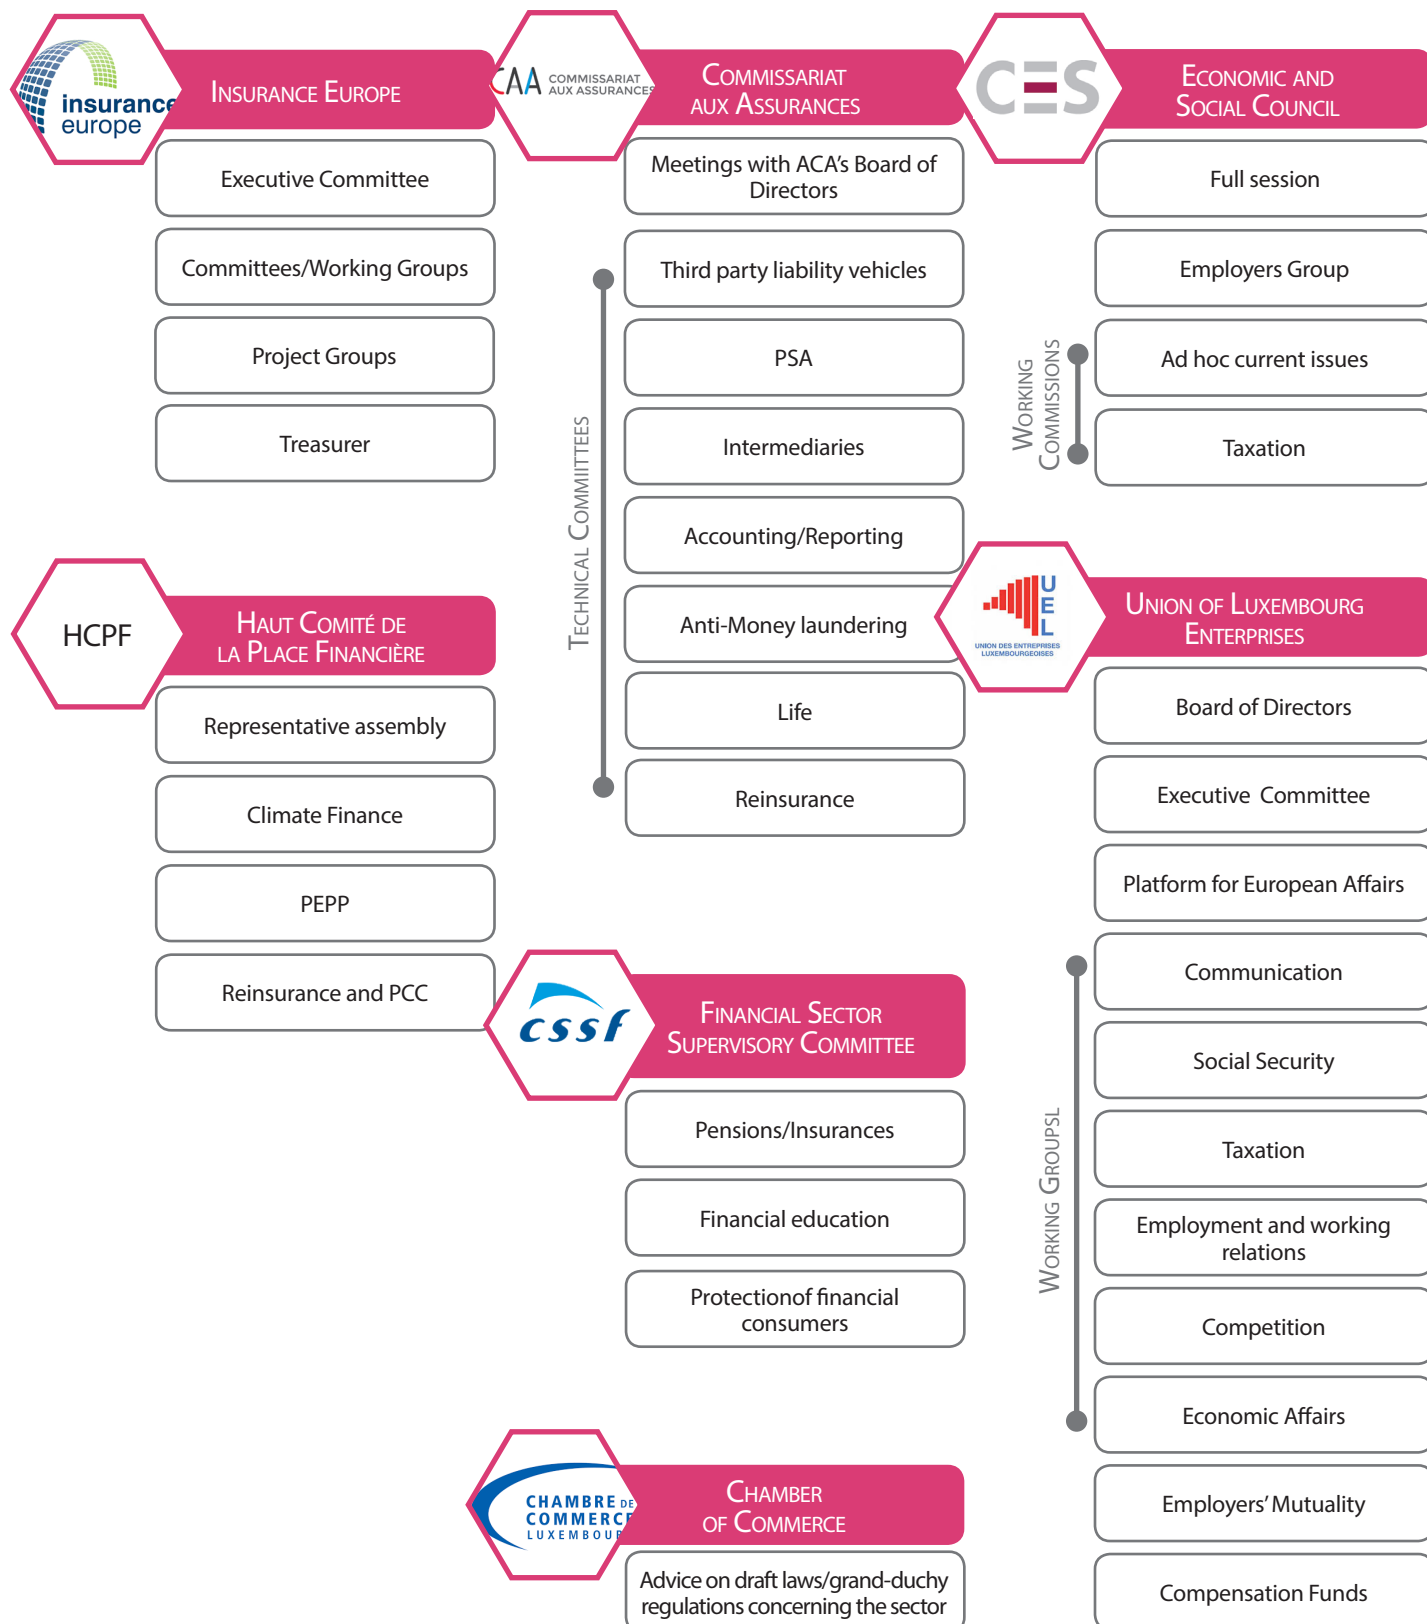 insurance
europe
INSURANCE EUROPE
Executive Committee
Committees/Working Groups
Project Groups
Treasurer
HCPF
HAUT COMITÉ DE
LA PLACE FINANCIÈRE
Representative assembly
Climate Finance
PEPP
Reinsurance and PCC
CAA COMMISSARIAT
AUX ASSURANCES
COMMISSARIAT
AUX ASSURANCES
Meetings with ACA's Board of
Directors
TECHNICAL COMMIITTEES
Third party liability vehicles
PSA
Intermediaries
Accounting/Reporting
Anti-Money laundering
Life
Reinsurance
cssf
FINANCIAL SECTOR
SUPERVISORY COMMITTEE
Pensions/Insurances
Financial education
Protectionof financial
consumers
CHAMBRE DE
COMMERCE
LUXEMBOUR
CHAMBER
OF COMMERCE
Advice on draft laws/grand-duchy
regulations concerning the sector
CES
ECONOMIC AND
SOCIAL COUNCIL
Full session
Employers Group
WORKING
COMMISSIONS
Ad hoc current issues
Taxation
UEL
UNION DES ENTREPRISES
LUXEMBOURGEOISES
UNION OF LUXEMBOURG
ENTERPRISES
Board of Directors
Executive Committee
Platform for European Affairs
WORKING GROUPSL
Communication
Social Security
Taxation
Employment and working
relations
Competition
Economic Affairs
Employers' Mutuality
Compensation Funds